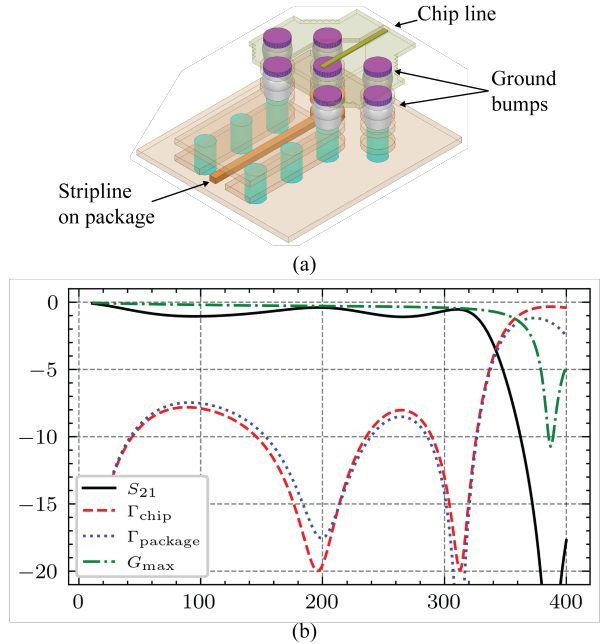 Chip line
Ground
bumps
Stripline
on package
(a)
0
−5
−10
−15
−20
S21
Γchip
Γpackage
Gmax
0 100 200 300 400
(b)